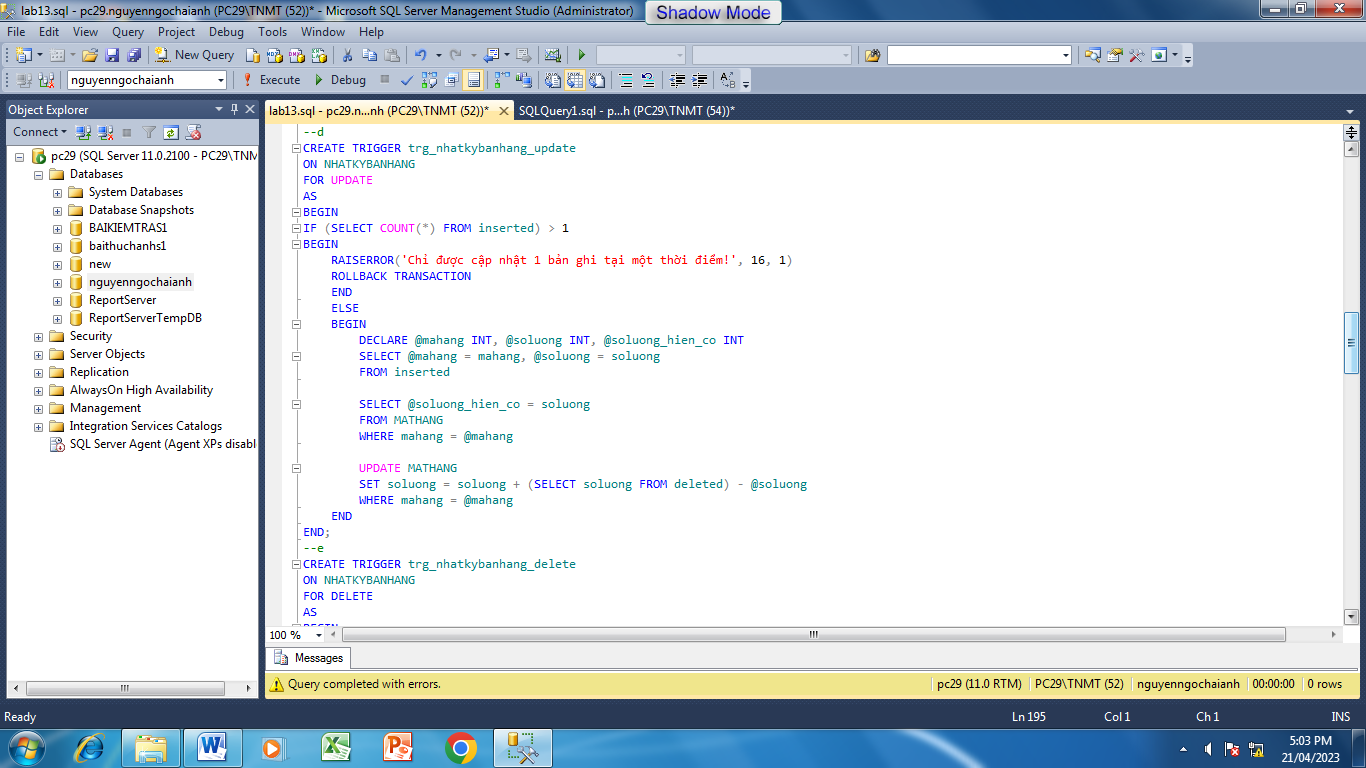 lab13.sql - pc29.nguyenngochaianh (PC29\TNMT (52))* - Microsoft SQL Server Management Studio (Administrator)
Shadow Mode
File Edit View Query Project Debug Tools Window Help
New Query
nguyenngochaianh
Execute
Debug
Object Explorer
lab13.sql - pc29.n...nh (PC29\TNMT (52))*
SQLQuery1.sql - p...h (PC29\TNMT (54))*
Connect
pc29 (SQL Server 11.0.2100 - PC29\TNM
Databases
System Databases
Database Snapshots
BAIKIEMTRAS1
baithuchanhs1
new
nguyenngochaianh
ReportServer
ReportServerTempDB
Security
Server Objects
Replication
AlwaysOn High Availability
Management
Integration Services Catalogs
SQL Server Agent (Agent XPs disabl
--d
CREATE TRIGGER trg_nhatkybanhang_update
ON NHATKYBANHANG
FOR UPDATE
AS
BEGIN
IF (SELECT COUNT(*) FROM inserted) > 1
BEGIN
RAISERROR('Chỉ được cập nhật 1 bản ghi tại một thời điểm!', 16, 1)
ROLLBACK TRANSACTION
END
ELSE
BEGIN
DECLARE @mahang INT, @soluong INT, @soluong_hien_co INT
SELECT @mahang = mahang, @soluong = soluong
FROM inserted
SELECT @soluong_hien_co = soluong
FROM MATHANG
WHERE mahang = @mahang
UPDATE MATHANG
SET soluong = soluong + (SELECT soluong FROM deleted) - @soluong
WHERE mahang = @mahang
END
END;
--e
CREATE TRIGGER trg_nhatkybanhang_delete
ON NHATKYBANHANG
FOR DELETE
AS
BEGIN
100 %
Messages
Query completed with errors.
pc29 (11.0 RTM)
PC29\TNMT (52)
nguyenngochaianh
00:00:00
0 rows
Ready
Ln 195
Col 1
Ch 1
INS
5:03 PM
21/04/2023